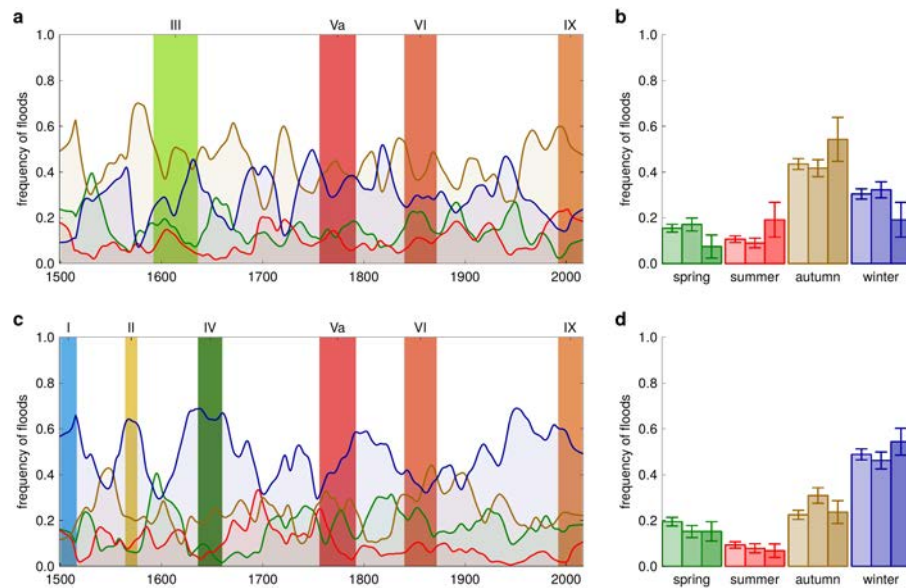 a III Va VI IX b
1.0 1.0
0.8 0.8
0.6 0.6
0.4 0.4
0.2 0.2
0.0 0.0
frequency of floods frequency of floods
1500 1600 1700 1800 1900 2000 spring summer autumn winter
c I II IV Va VI IX d
1.0 1.0
0.8 0.8
0.6 0.6
0.4 0.4
0.2 0.2
0.0 0.0
frequency of floods frequency of floods
1500 1600 1700 1800 1900 2000 spring summer autumn winter